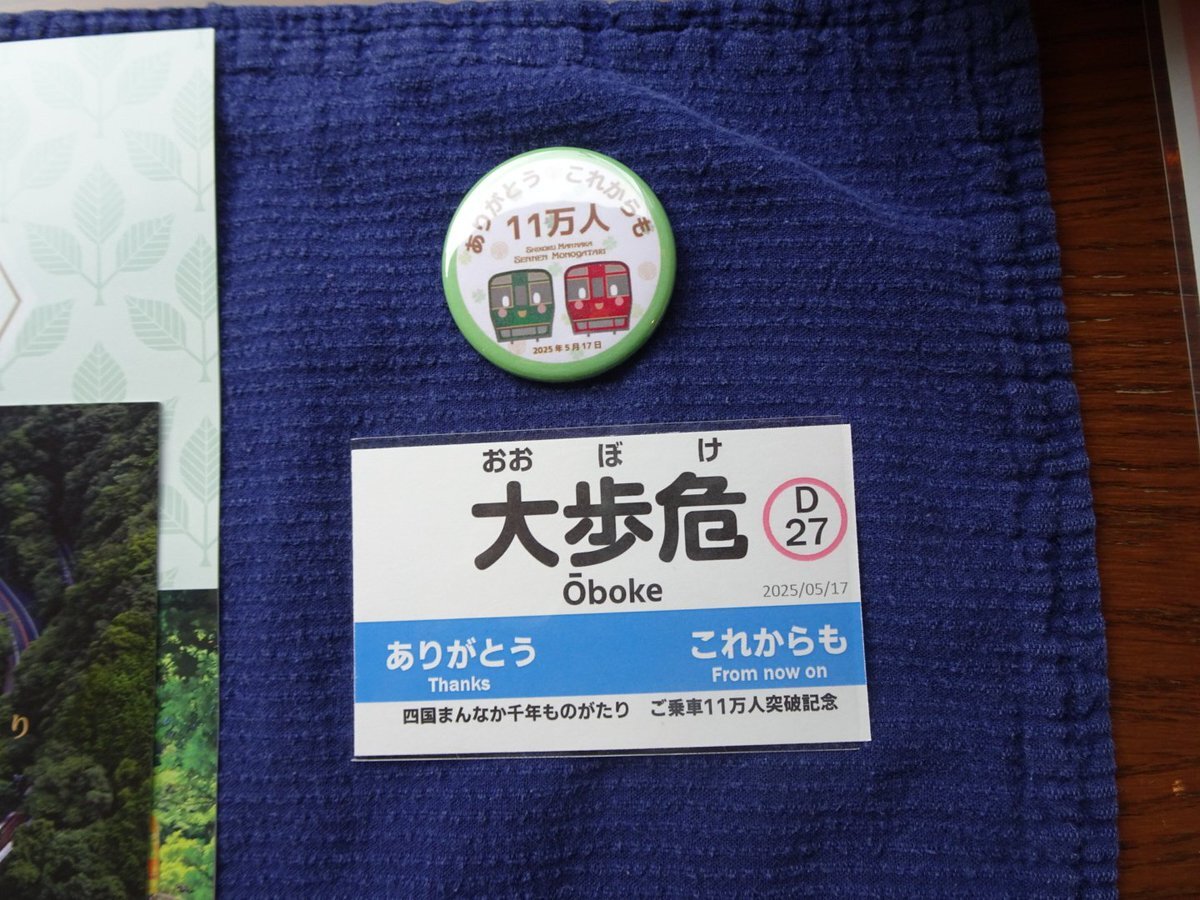 ありがとう これからも
11万人
Shikoku Mannaka
Sennen Monogatari
2025年5月17日
おお ぼ け
大歩危
D
27
Ōboke
2025/05/17
ありがとう これからも
Thanks From now on
四国まんなか千年ものがたり ご乗車11万人突破記念
り